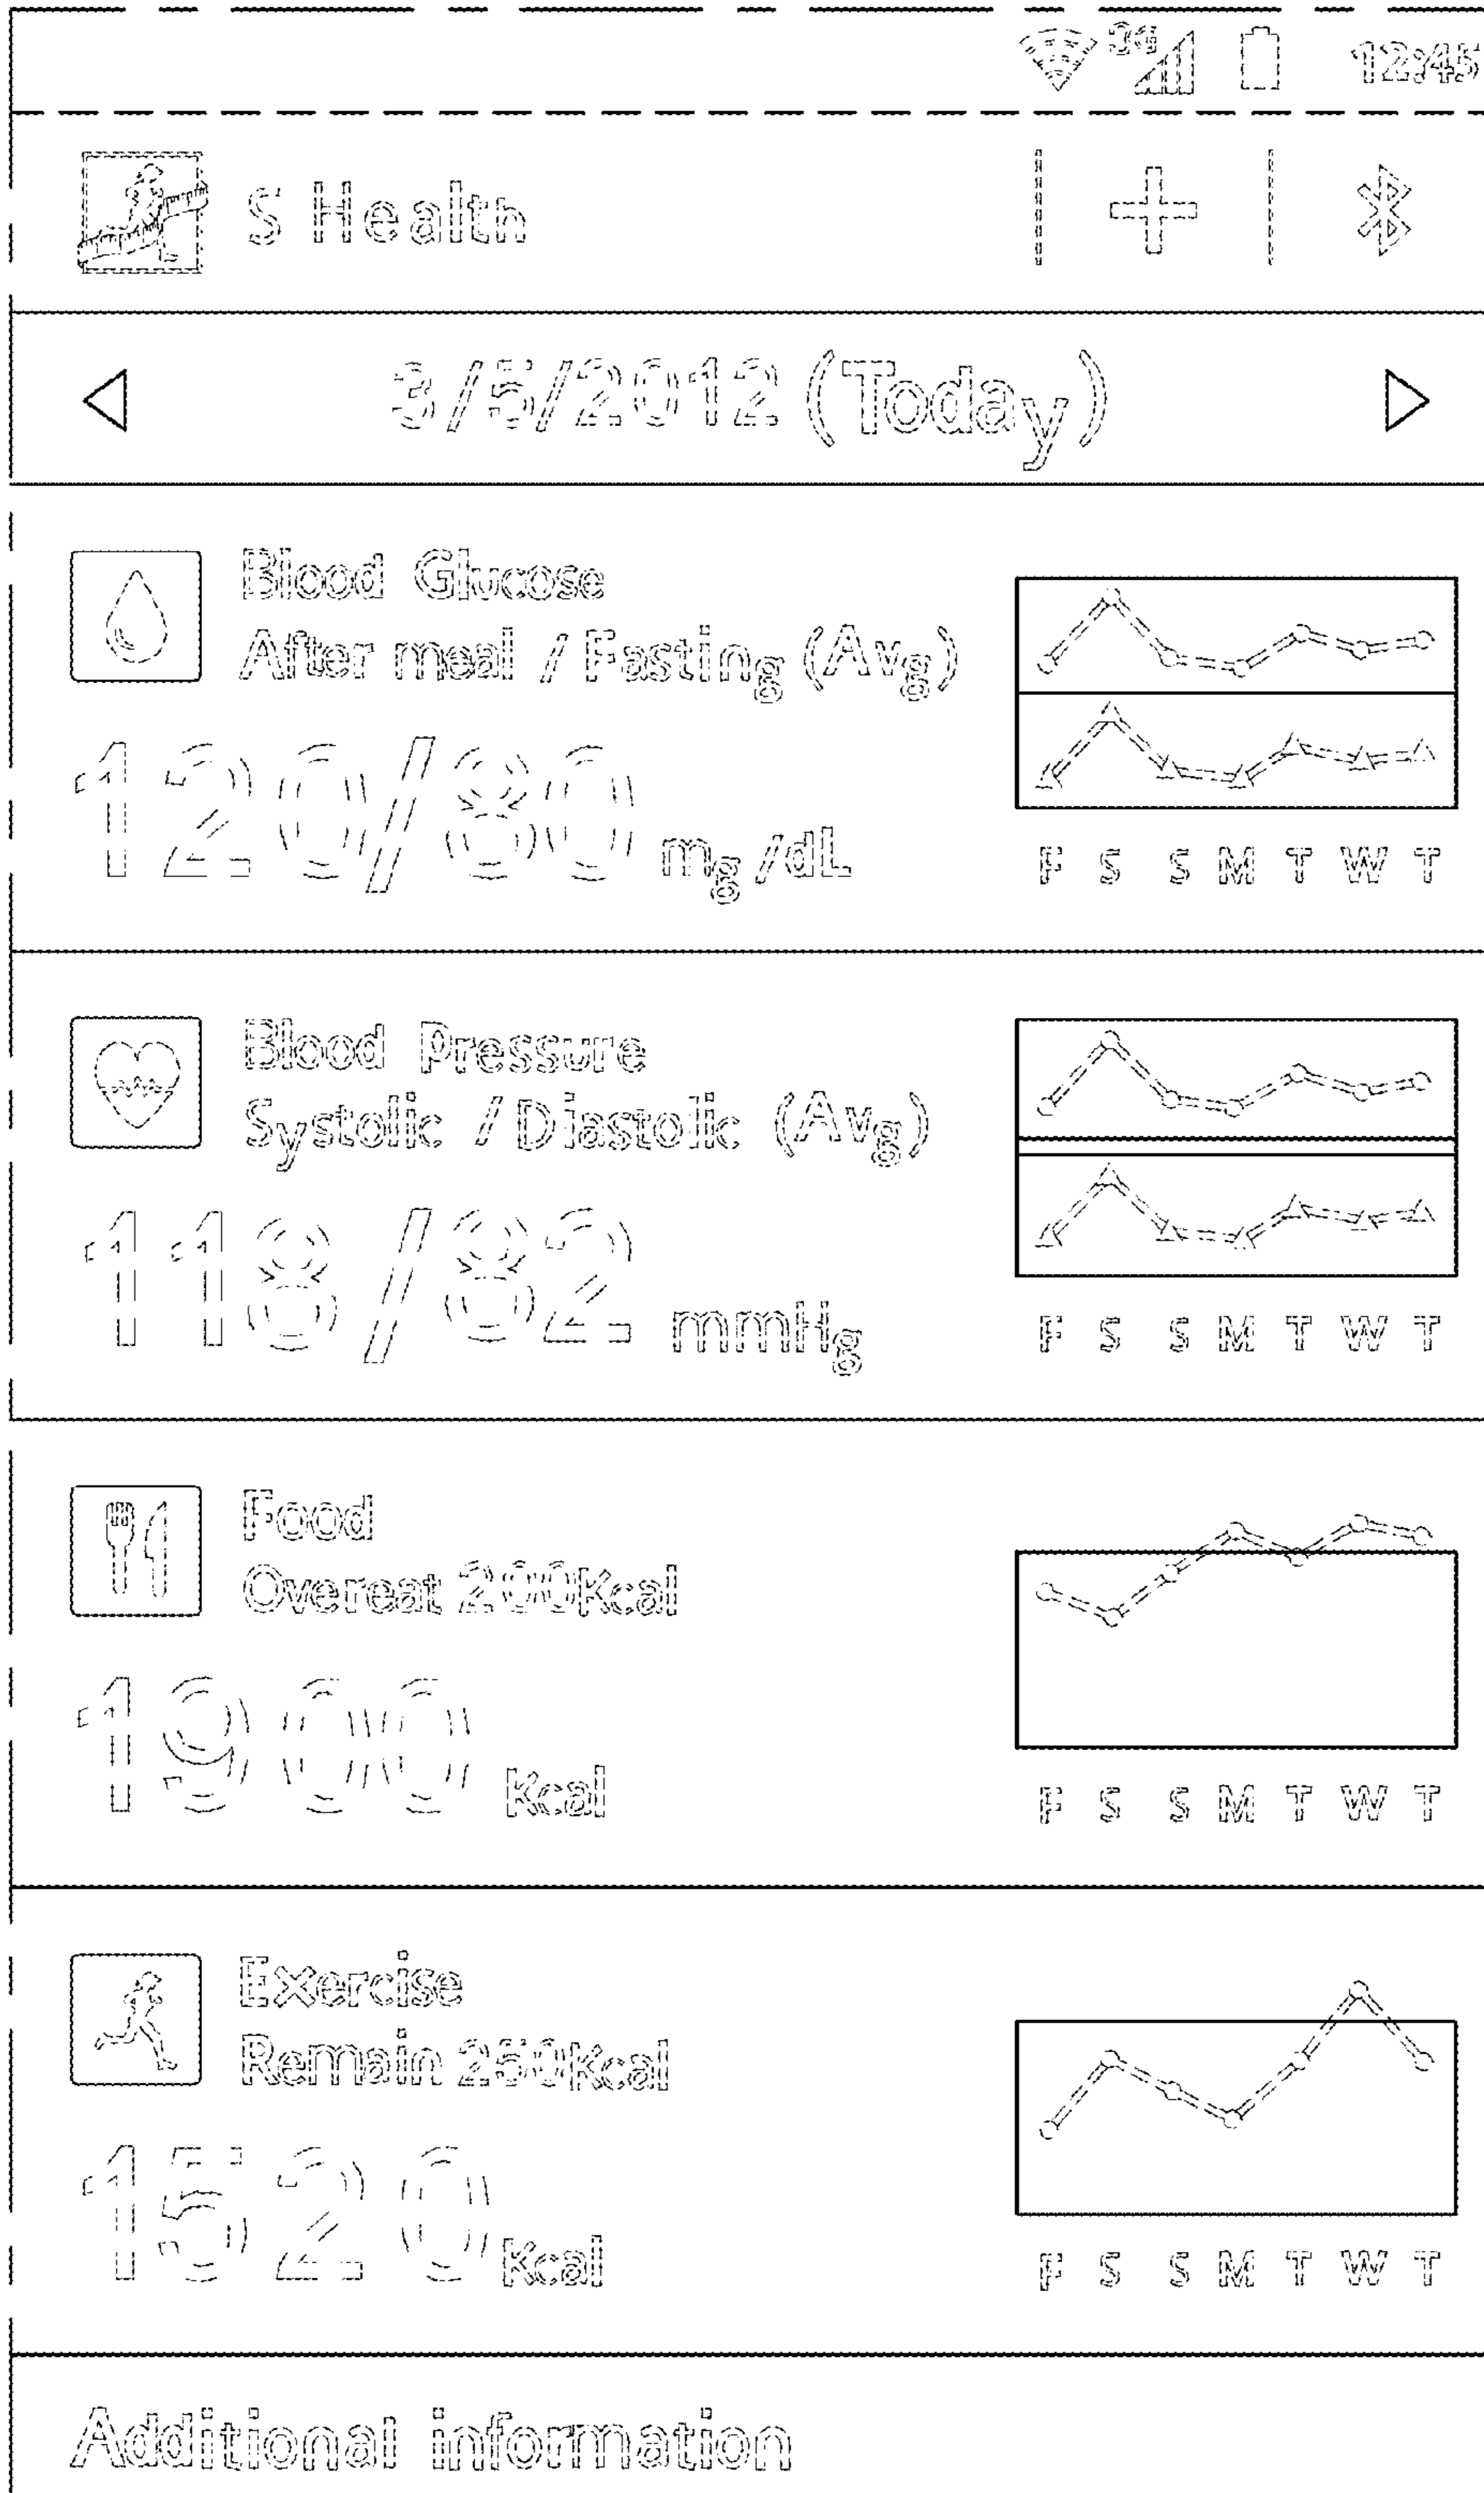 3G 12:45
S Health
3/5/2012 (Today)
Blood Glucose
After meal / Fasting (Avg)
120/80 mg/dL
F S S M T W T
Blood Pressure
Systolic / Diastolic (Avg)
118/82 mmHg
F S S M T W T
Food
Overeat 200Kcal
1900 Kcal
F S S M T W T
Exercise
Remain 250Kcal
1520 Kcal
F S S M T W T
Additional information